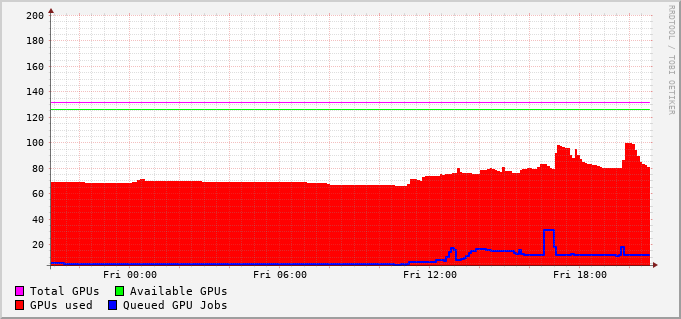 200
180
160
140
120
100
80
60
40
20
Fri 00:00 Fri 06:00 Fri 12:00 Fri 18:00
Total GPUs Available GPUs
GPUs used Queued GPU Jobs
RRDTOOL / TOBI OETIKER